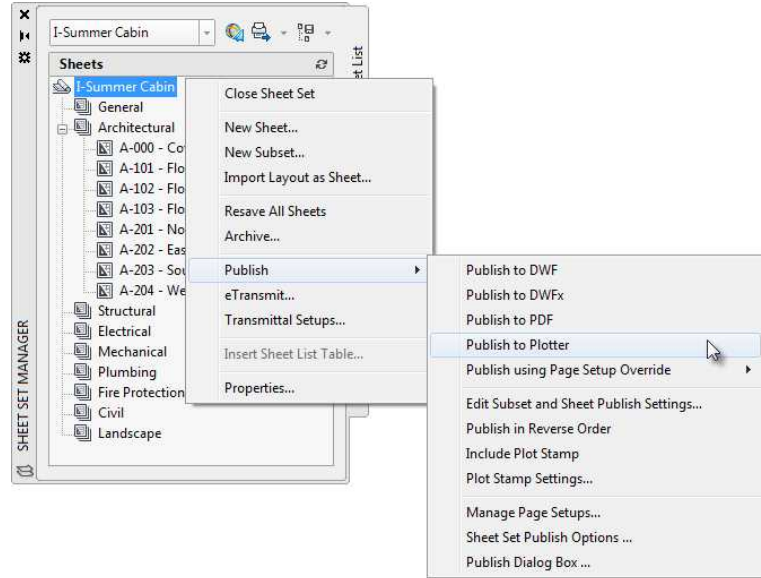 I-Summer Cabin
Sheets
I-Summer Cabin
General
Architectural
A-000 - Co
A-101 - Flo
A-102 - Flo
A-103 - Flo
A-201 - No
A-202 - Eas
A-203 - Sou
A-204 - We
Structural
Electrical
Mechanical
Plumbing
Fire Protection
Civil
Landscape
SHEET SET MANAGER
et List
Close Sheet Set
New Sheet...
New Subset...
Import Layout as Sheet...
Resave All Sheets
Archive...
Publish
eTransmit...
Transmittal Setups...
Insert Sheet List Table...
Properties...
Publish to DWF
Publish to DWFx
Publish to PDF
Publish to Plotter
Publish using Page Setup Override
Edit Subset and Sheet Publish Settings...
Publish in Reverse Order
Include Plot Stamp
Plot Stamp Settings...
Manage Page Setups...
Sheet Set Publish Options ...
Publish Dialog Box ...